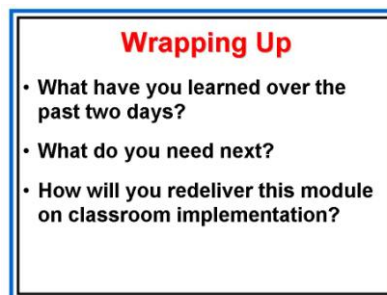 Wrapping Up
• What have you learned over the
past two days?
• What do you need next?
• How will you redeliver this module
on classroom implementation?